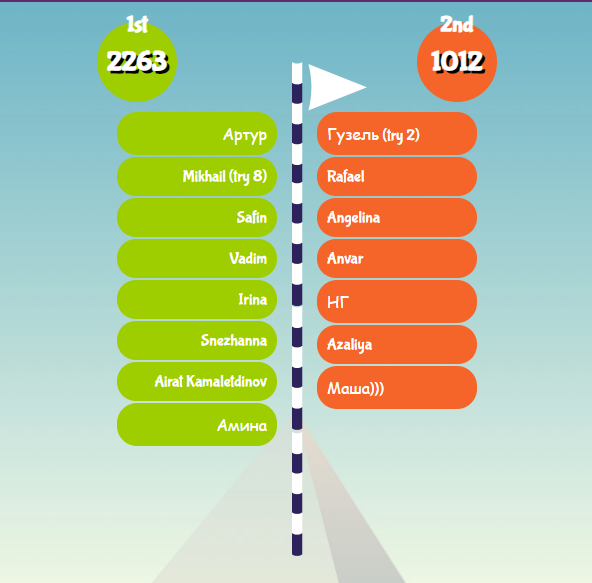 1st
2263
Артур
Mikhail (try 8)
Safin
Vadim
Irina
Snezhanna
Airat Kamaletdinov
Амина
2nd
1012
Гузель (try 2)
Rafael
Angelina
Anvar
НГ
Azaliya
Маша)))